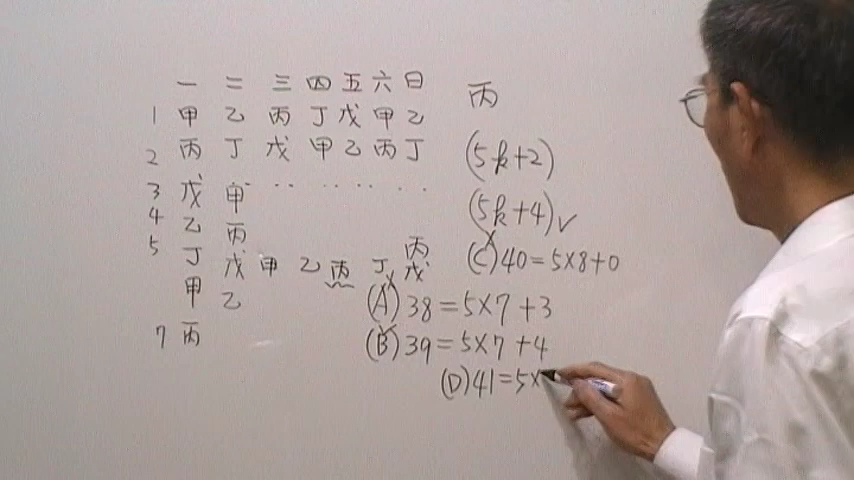 一 二 三 四 五 六 日
1 甲 乙 丙 丁 戊 甲 乙
2 丙 丁 戊 甲 乙 丙 丁
3 戊 甲 ‥ ‥ ‥ ‥ ·
4 乙 丙
5 丁 戊 甲 乙 丙 丁 戊
丙
甲 乙
7 丙
丙
(5k+2)
(5k+4)✓
(C)40=5×8+0
(A)38=5×7+3
(B)39=5×7+4
(D)41=5×